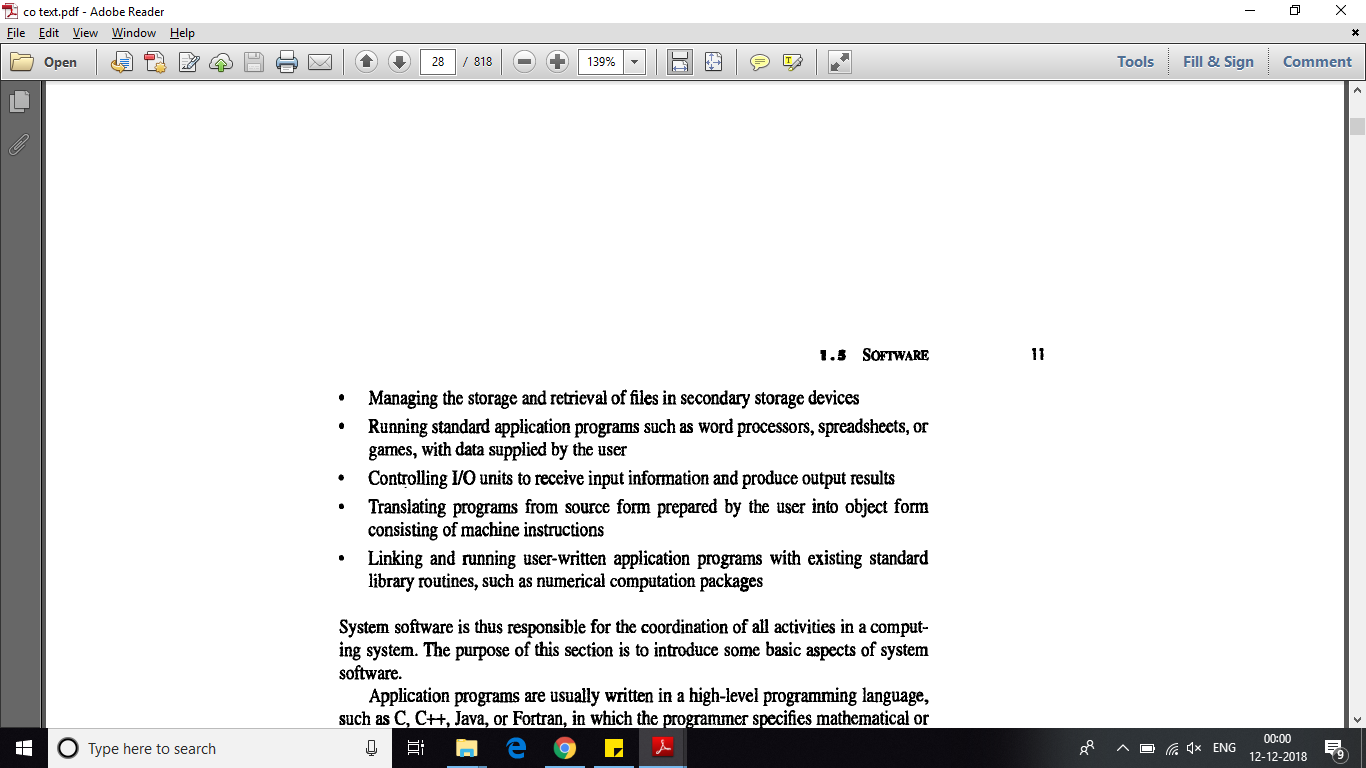 co text.pdf - Adobe Reader
File Edit View Window Help
Open 28 / 818 139% Tools Fill & Sign Comment
1.5 SOFTWARE 11
• Managing the storage and retrieval of files in secondary storage devices
• Running standard application programs such as word processors, spreadsheets, or
games, with data supplied by the user
• Controlling I/O units to receive input information and produce output results
• Translating programs from source form prepared by the user into object form
consisting of machine instructions
• Linking and running user-written application programs with existing standard
library routines, such as numerical computation packages
System software is thus responsible for the coordination of all activities in a comput-
ing system. The purpose of this section is to introduce some basic aspects of system
software.
Application programs are usually written in a high-level programming language,
such as C, C++, Java, or Fortran, in which the programmer specifies mathematical or
Type here to search ENG 00:00
12-12-2018 9